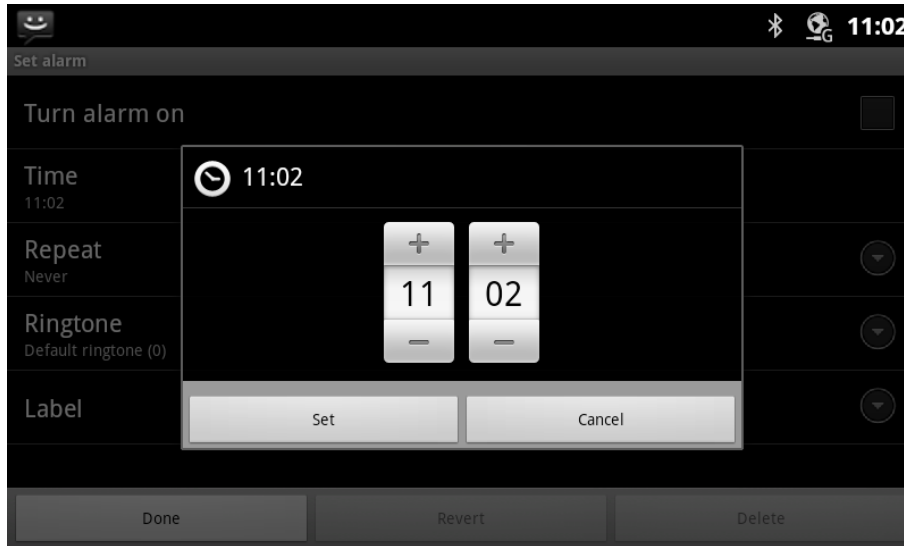 G 11:02
Set alarm
Turn alarm on
Time
11:02
Repeat
Never
Ringtone
Default ringtone (0)
Label
11:02
+ +
11 02
− −
Set Cancel
Done Revert Delete